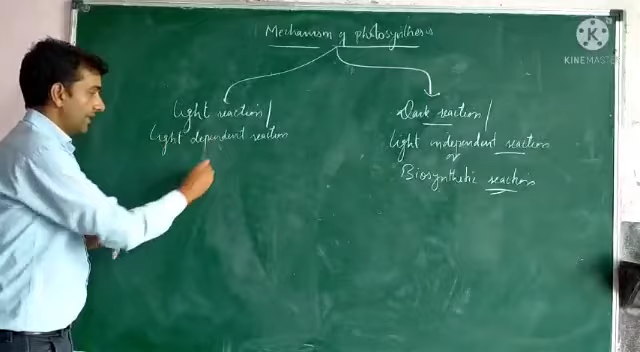 Mechanism of photosynthesis
Light reaction/
Light dependent reaction
Dark reaction/
Light independent reactions
or
Biosynthetic reactions
KINEMASTER